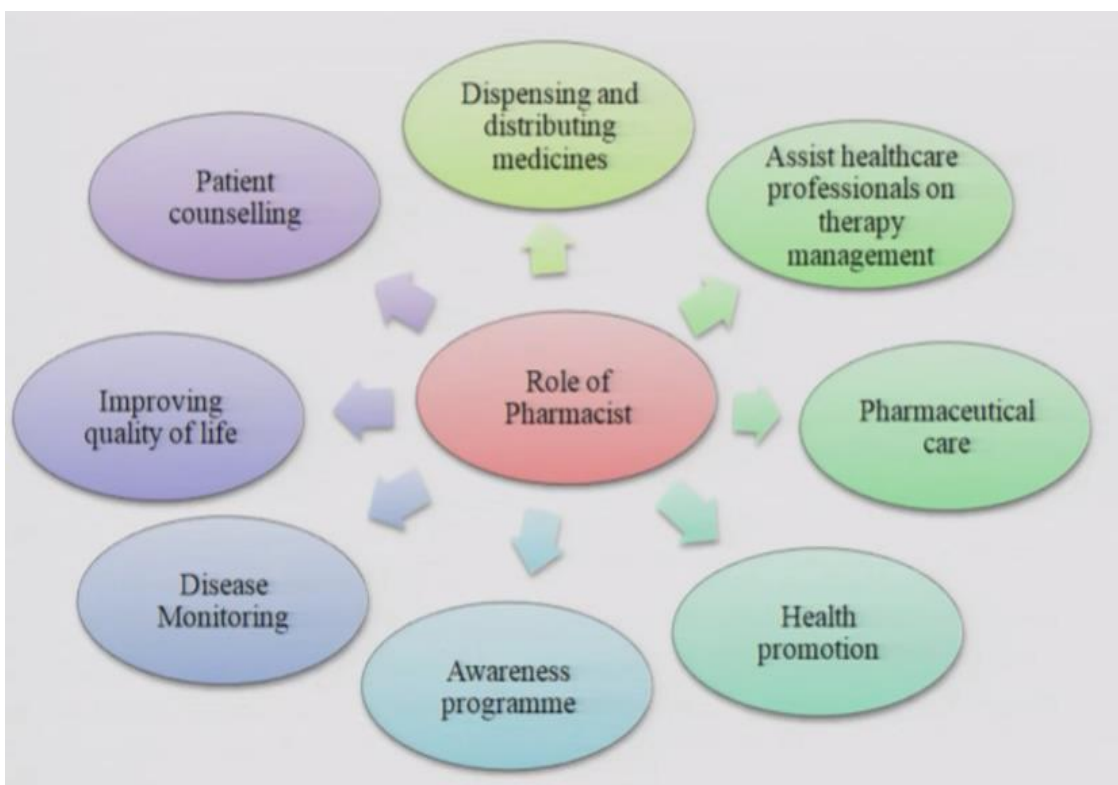 Dispensing and
distributing
medicines
Assist healthcare
professionals on
therapy
management
Patient
counselling
Role of
Pharmacist
Pharmaceutical
care
Improving
quality of life
Health
promotion
Disease
Monitoring
Awareness
programme